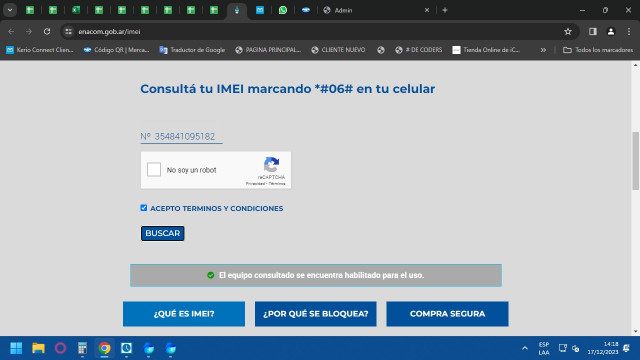 Admin
enacom.gob.ar/imei
Kerio Connect Clien...
Código QR | Merca...
Traductor de Google
PAGINA PRINCIPAL...
CLIENTE NUEVO
# DE CODERS
Tienda Online de iC...
Todos los marcadores
Consultá tu IMEI marcando *#06# en tu celular
Nº 354841095182
No soy un robot
reCAPTCHA
Privacidad - Términos
ACEPTO TERMINOS Y CONDICIONES
BUSCAR
El equipo consultado se encuentra habilitado para el uso.
¿QUÉ ES IMEI? ¿POR QUÉ SE BLOQUEA? COMPRA SEGURA
ESP
LAA
14:18
17/12/2023